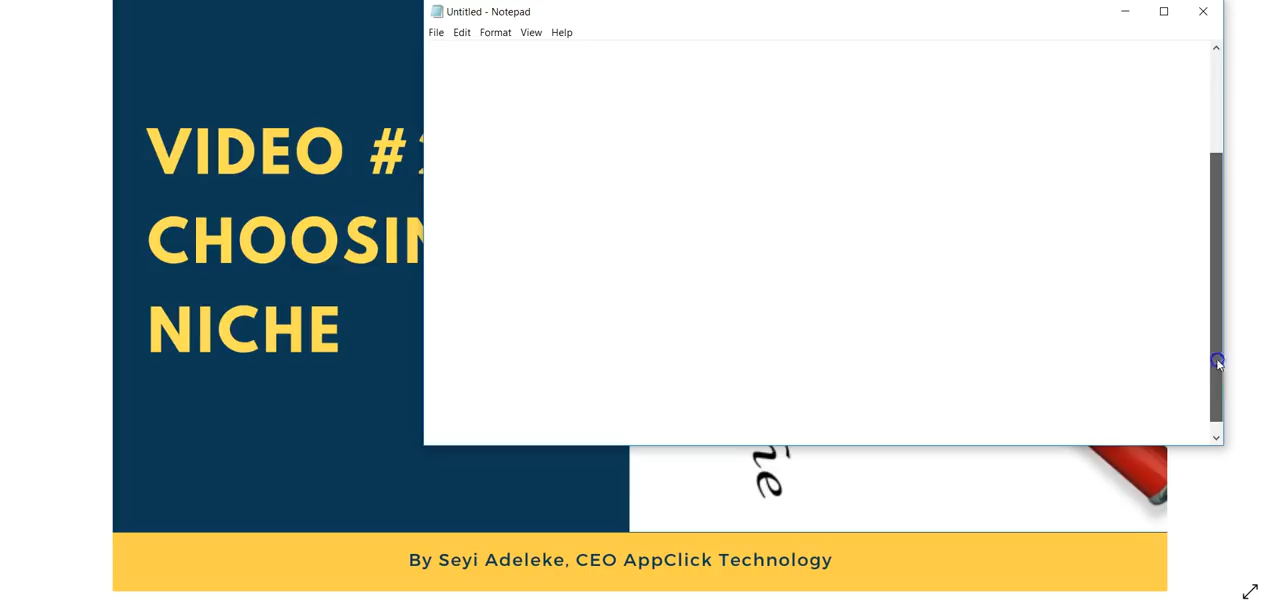 Untitled - Notepad
File Edit Format View Help
VIDEO #
CHOOSIN
NICHE
By Seyi Adeleke, CEO AppClick Technology